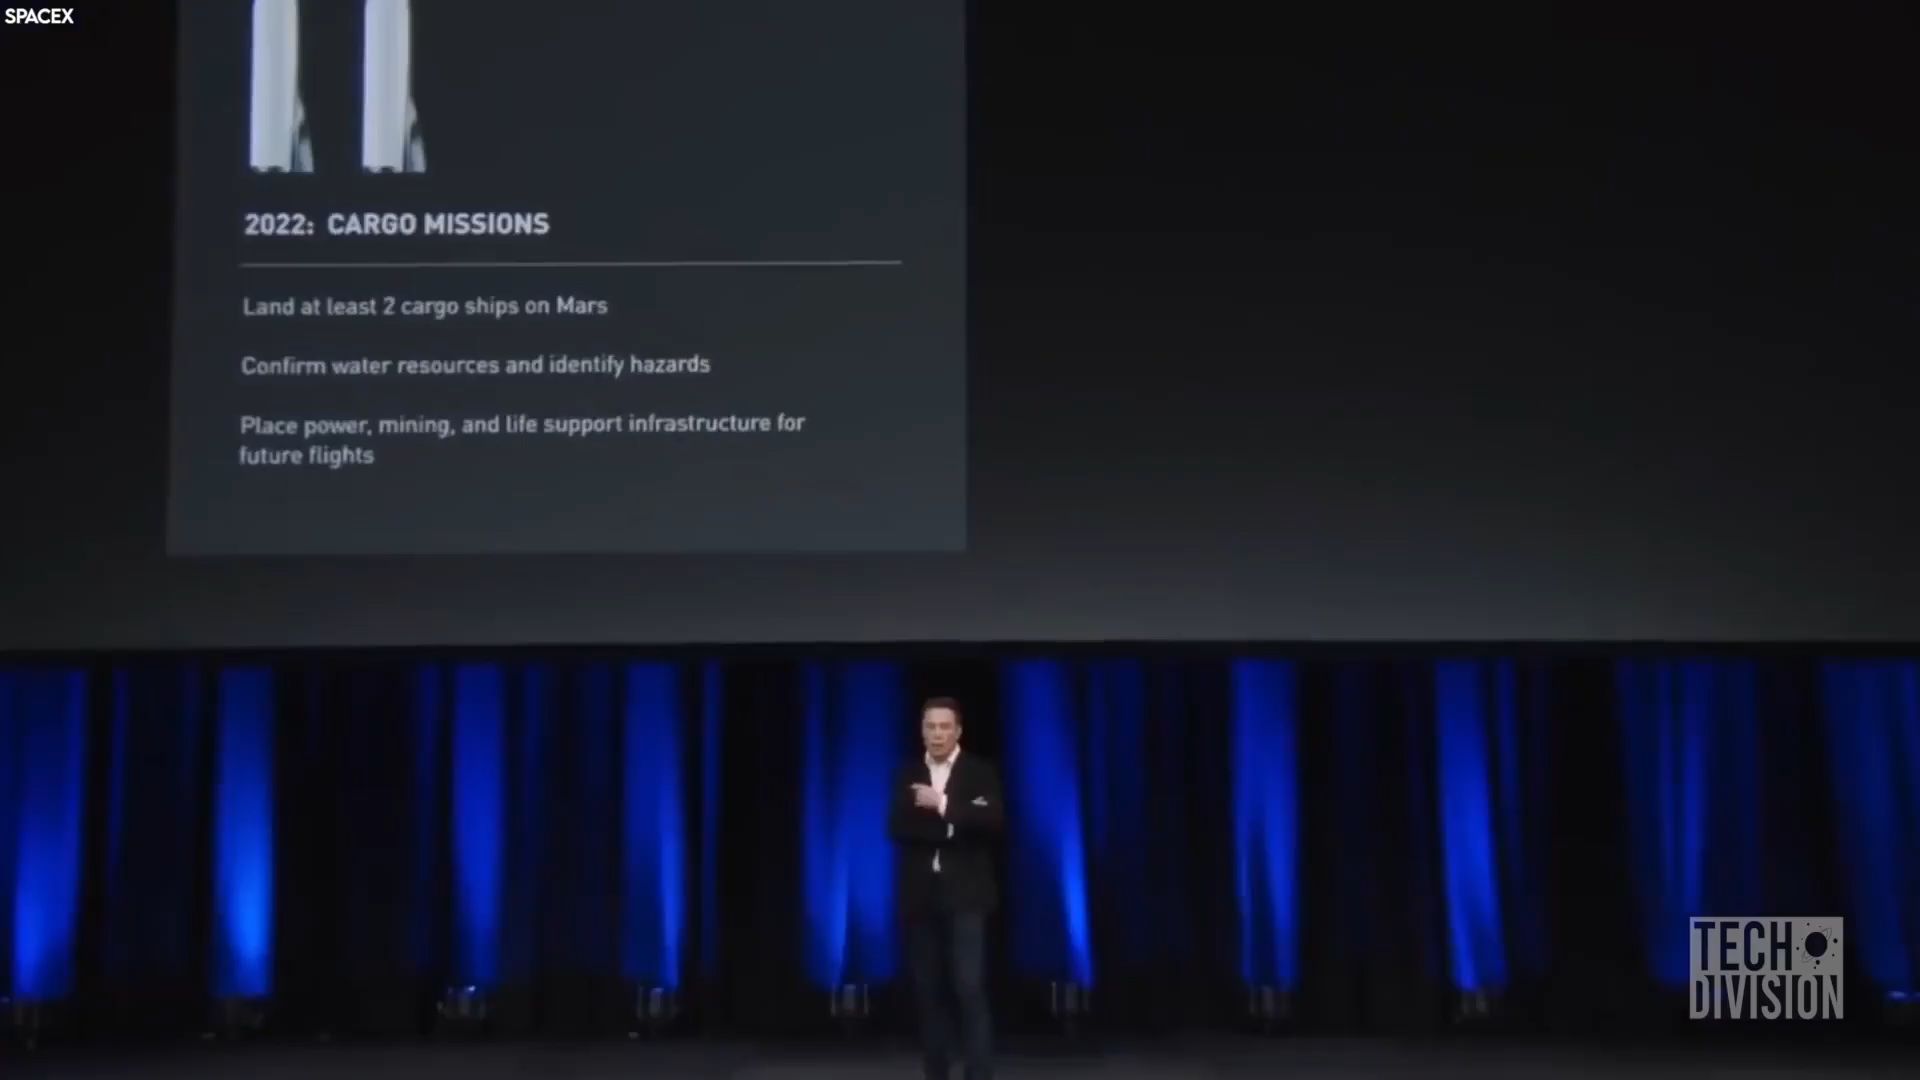 SPACEX
2022: CARGO MISSIONS
Land at least 2 cargo ships on Mars
Confirm water resources and identify hazards
Place power, mining, and life support infrastructure for
future flights
TECH
DIVISION